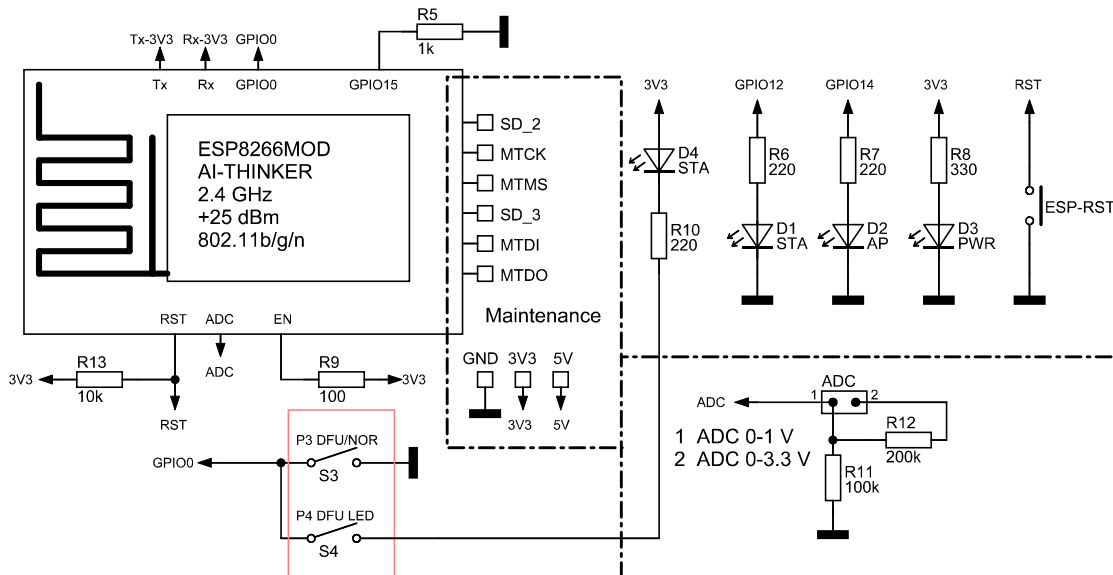 R5
1k
Tx-3V3 Rx-3V3 GPIO0
Tx Rx GPIO0 GPIO15
ESP8266MOD
AI-THINKER
2.4 GHz
+25 dBm
802.11b/g/n
SD_2
MTCK
MTMS
SD_3
MTDI
MTDO
Maintenance
GND 3V3 5V
3V3 5V
RST ADC EN
R13
10k
3V3
ADC
RST
R9
100
3V3
GPIO0
P3 DFU/NOR
S3
P4 DFU LED
S4
3V3
D4
STA
R10
220
GPIO12
R6
220
D1
STA
GPIO14
R7
220
D2
AP
3V3
R8
330
D3
PWR
RST
ESP-RST
ADC
ADC
1 2
1 ADC 0-1 V
2 ADC 0-3.3 V
R12
200k
R11
100k